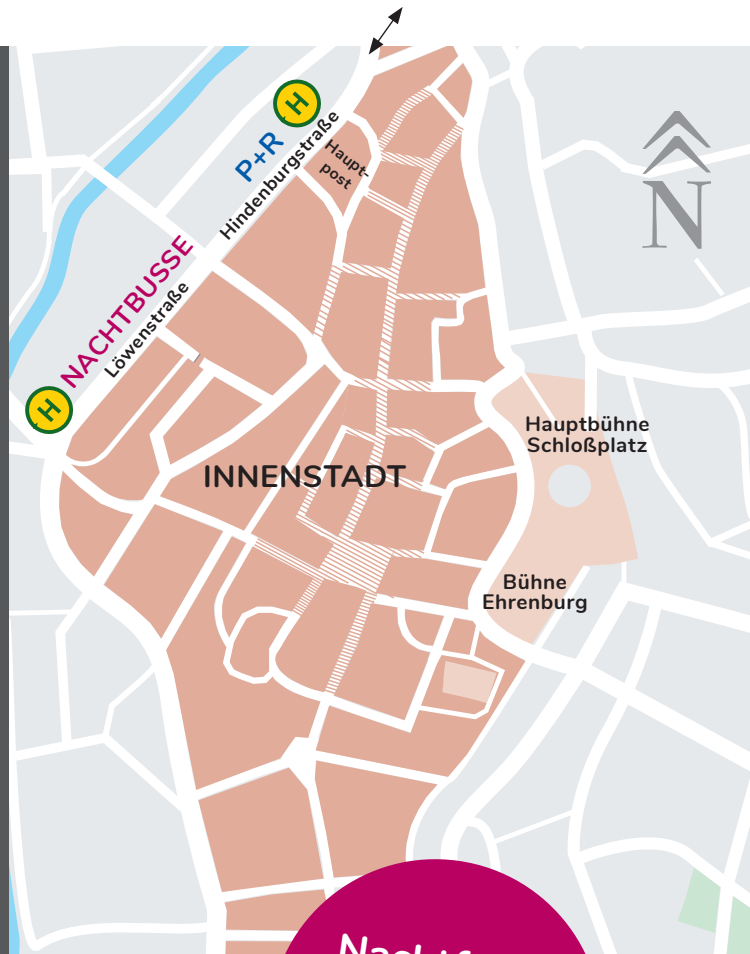 H
P+R
Hindenburgstraße
Haupt-
post
N
NACHTBUSSE
Löwenstraße
H
Hauptbühne
Schloßplatz
INNENSTADT
Bühne
Ehrenburg